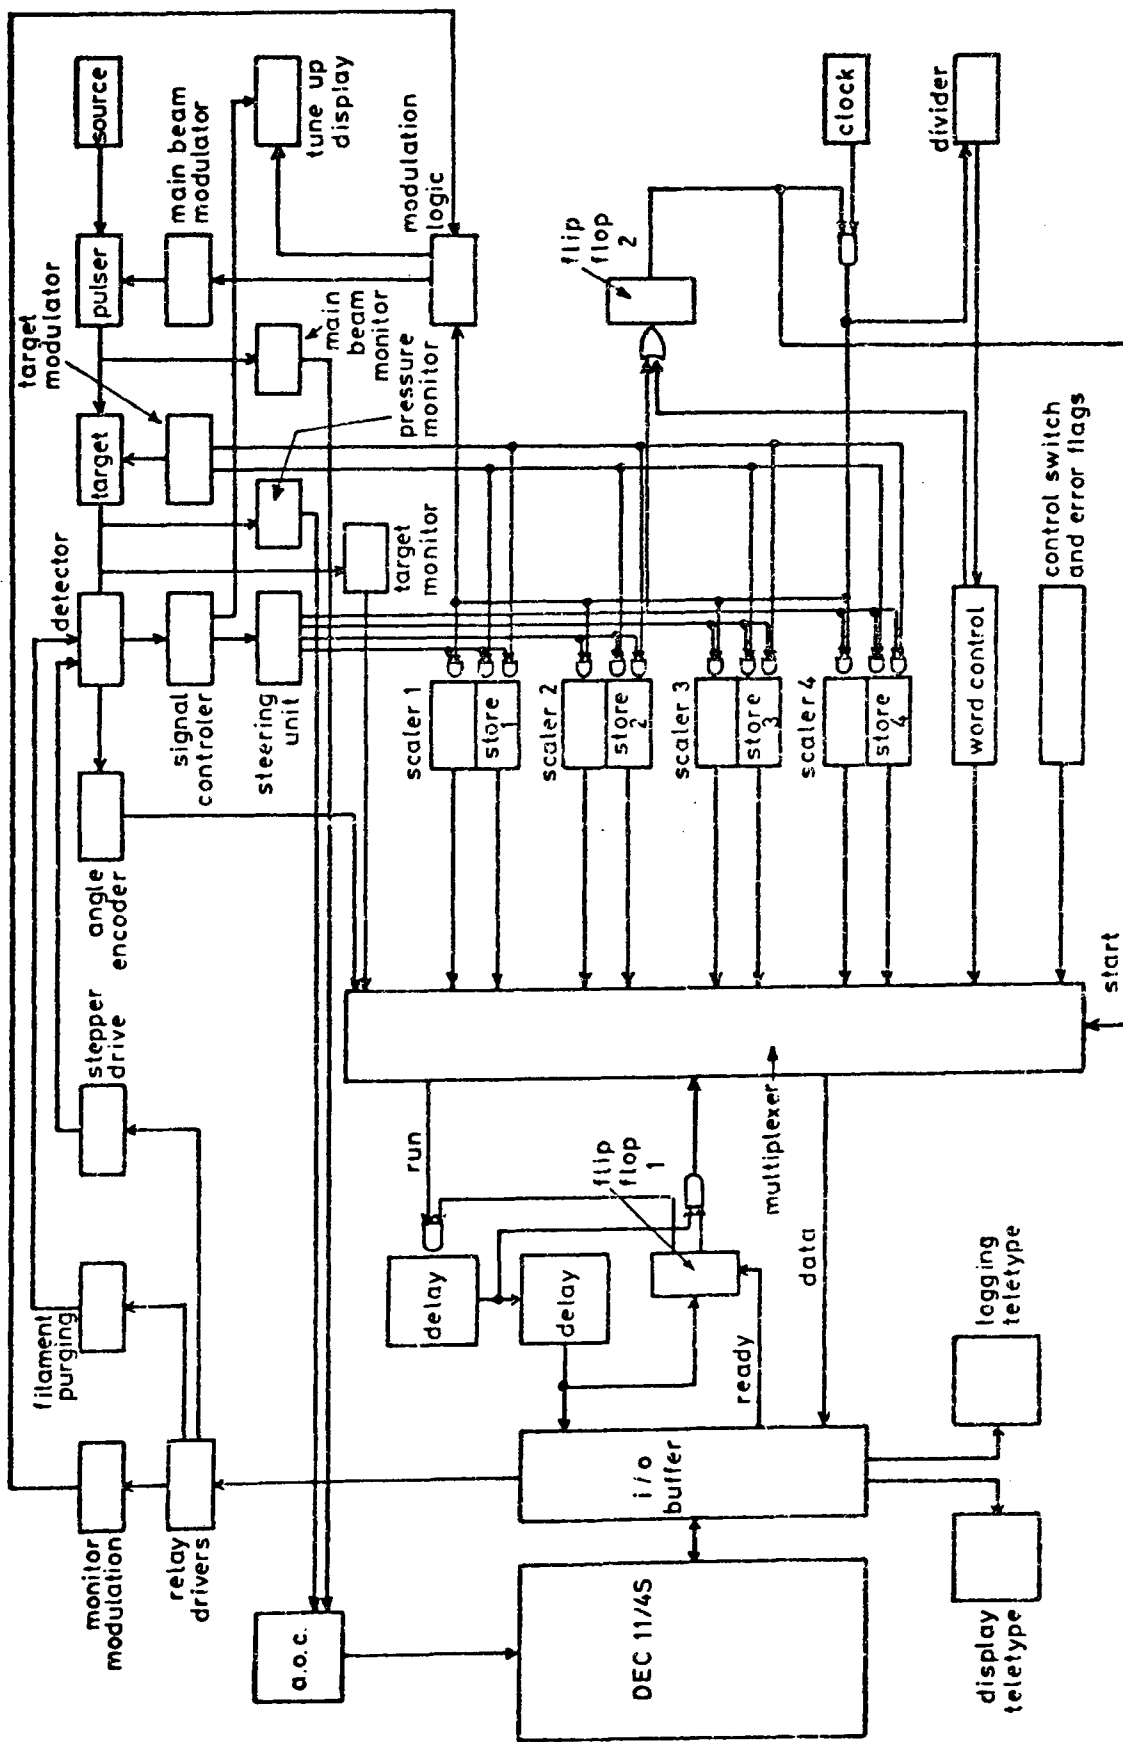 monitor
modulation
filament
purging
stepper
drive
angle
encoder
detector
target
target
modulator
pulser
source
relay
drivers
signal
controler
main beam
modulator
steering
unit
main
beam
monitor
pressure
monitor
tune up
display
a.o.c.
target
monitor
modulation
logic
run
scaler 1
store
1
delay
delay
flip
flop
1
scaler 2
store
2
flip
flop
2
DEC 11/45
i/o
buffer
ready
data
multiplexer
scaler 3
store
3
scaler 4
store
4
clock
display
teletype
logging
teletype
word control
divider
control switch
and error flags
start